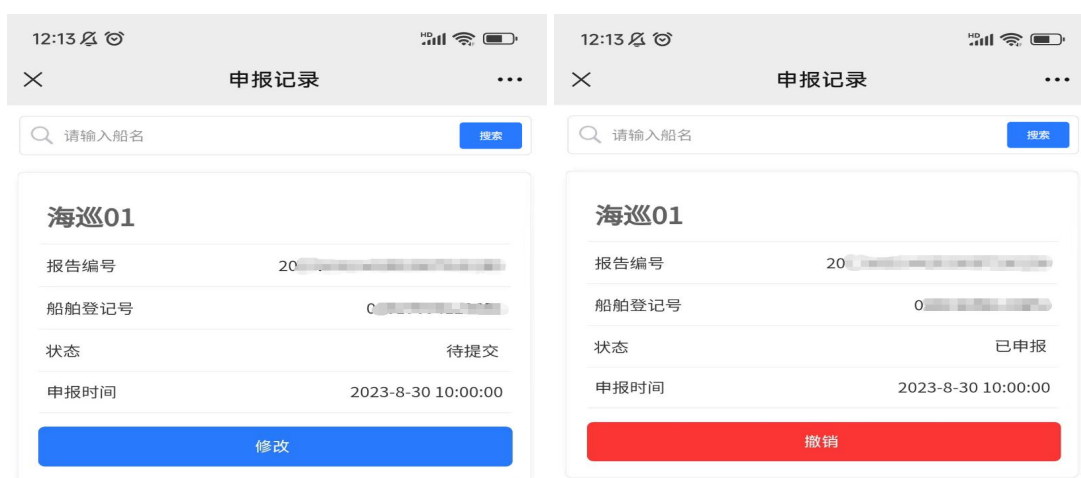 12:13
申报记录
请输入船名
搜索
海巡01
报告编号 20
船舶登记号 0
状态 待提交
申报时间 2023-8-30 10:00:00
修改
12:13
申报记录
请输入船名
搜索
海巡01
报告编号 20
船舶登记号 0
状态 已申报
申报时间 2023-8-30 10:00:00
撤销